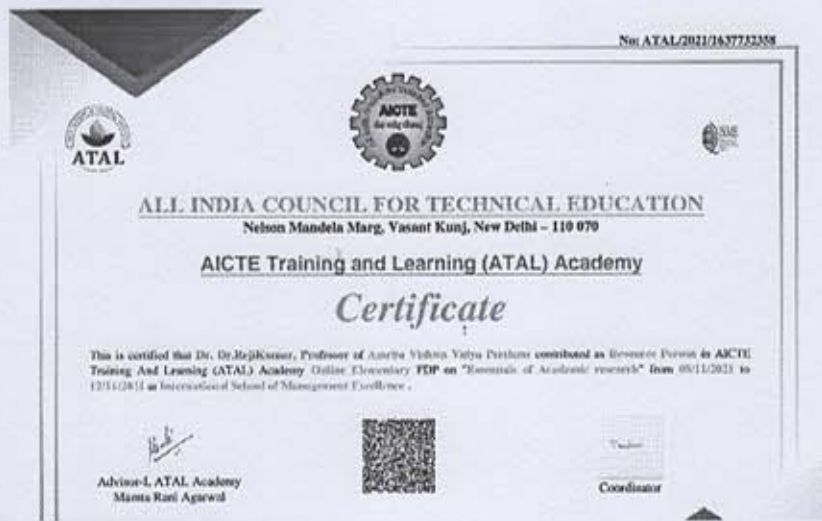 No: ATAL/2021/1637732358
ATAL
AICTE
ALL INDIA COUNCIL FOR TECHNICAL EDUCATION
Nelson Mandela Marg, Vasant Kunj, New Delhi – 110 070
AICTE Training and Learning (ATAL) Academy
Certificate
This is certified that Dr. Dr.RejiKumar, Professor of Amrita Vishwa Vidya Peetham contributed as Resource Person in AICTE
Training And Learning (ATAL) Academy Online Elementary FDP on "Essentials of Academic research" from 08/11/2021 to
12/11/2021 at International School of Management Excellence .
Advisor-I, ATAL Academy
Mamta Rani Agarwal
Coordinator